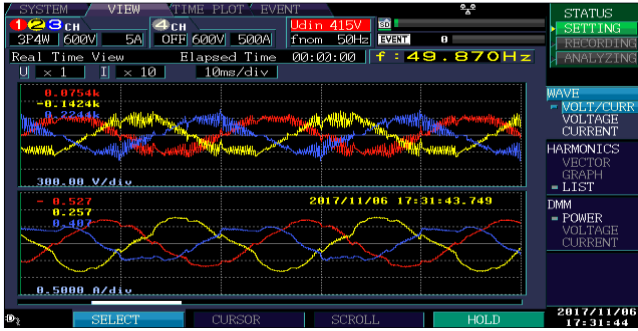 SYSTEM VIEW TIME PLOT EVENT
STATUS
1 2 3 CH 4 CH Udin 415V SD
SETTING
3P4W 600V 5A OFF 600V 500A fnom 50Hz EVENT 0
RECORDING
Real Time View Elapsed Time 00:00:00 f:49.870Hz
ANALYZING
U × 1 I × 10 10ms/div
0.0754k
-0.1424k
0.2244k
300.00 V/div
- 0.527 2017/11/06 17:31:43.749
0.257
0.407
0.5000 A/div
WAVE
VOLT/CURR
VOLTAGE
CURRENT
HARMONICS
VECTOR
GRAPH
LIST
DMM
POWER
VOLTAGE
CURRENT
SELECT CURSOR SCROLL HOLD
2017/11/06
17:31:44